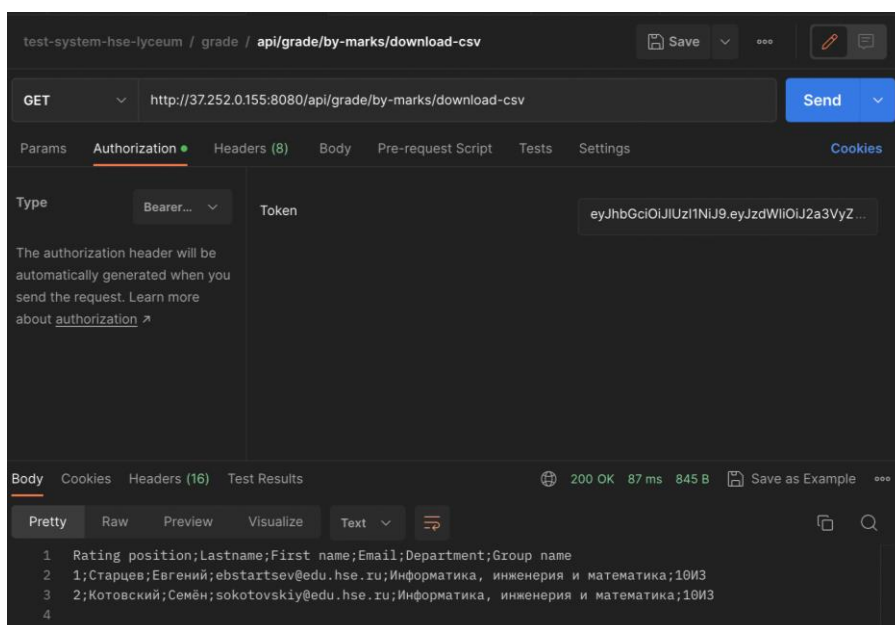 test-system-hse-lyceum / grade / api/grade/by-marks/download-csv Save
GET http://37.252.0.155:8080/api/grade/by-marks/download-csv Send
Params Authorization Headers (8) Body Pre-request Script Tests Settings Cookies
Type Bearer... Token eyJhbGciOiJIUzI1NiJ9.eyJzdWIiOiJ2a3VyZ...
The authorization header will be
automatically generated when you
send the request. Learn more
about authorization ↗
Body Cookies Headers (16) Test Results 200 OK 87 ms 845 B Save as Example
Pretty Raw Preview Visualize Text
1 Rating position;Lastname;First name;Email;Department;Group name
2 1;Старцев;Евгений;ebstartsev@edu.hse.ru;Информатика, инженерия и математика;10И3
3 2;Котовский;Семён;sokotovskiy@edu.hse.ru;Информатика, инженерия и математика;10И3
4